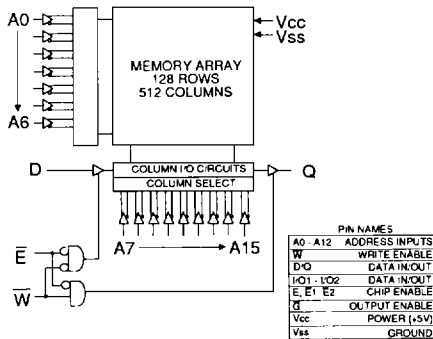 A0
A6
MEMORY ARRAY
128 ROWS
512 COLUMNS
Vcc
Vss
D
COLUMN I/O CIRCUITS
COLUMN SELECT
Q
A7
A15
E
W
PIN NAMES
A0 - A12 ADDRESS INPUTS
W WRITE ENABLE
D/Q DATA IN/OUT
I/O1 - I/O2 DATA IN/OUT
E, E1 E2 CHIP ENABLE
G OUTPUT ENABLE
Vcc POWER (+5V)
Vss GROUND